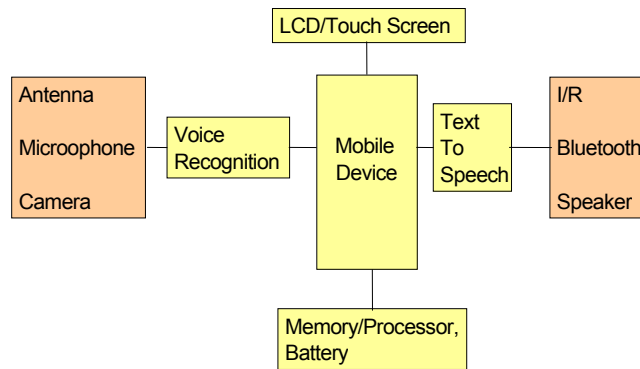 LCD/Touch Screen
Antenna
Microophone
Camera
Voice
Recognition
Mobile
Device
Text
To
Speech
I/R
Bluetooth
Speaker
Memory/Processor,
Battery